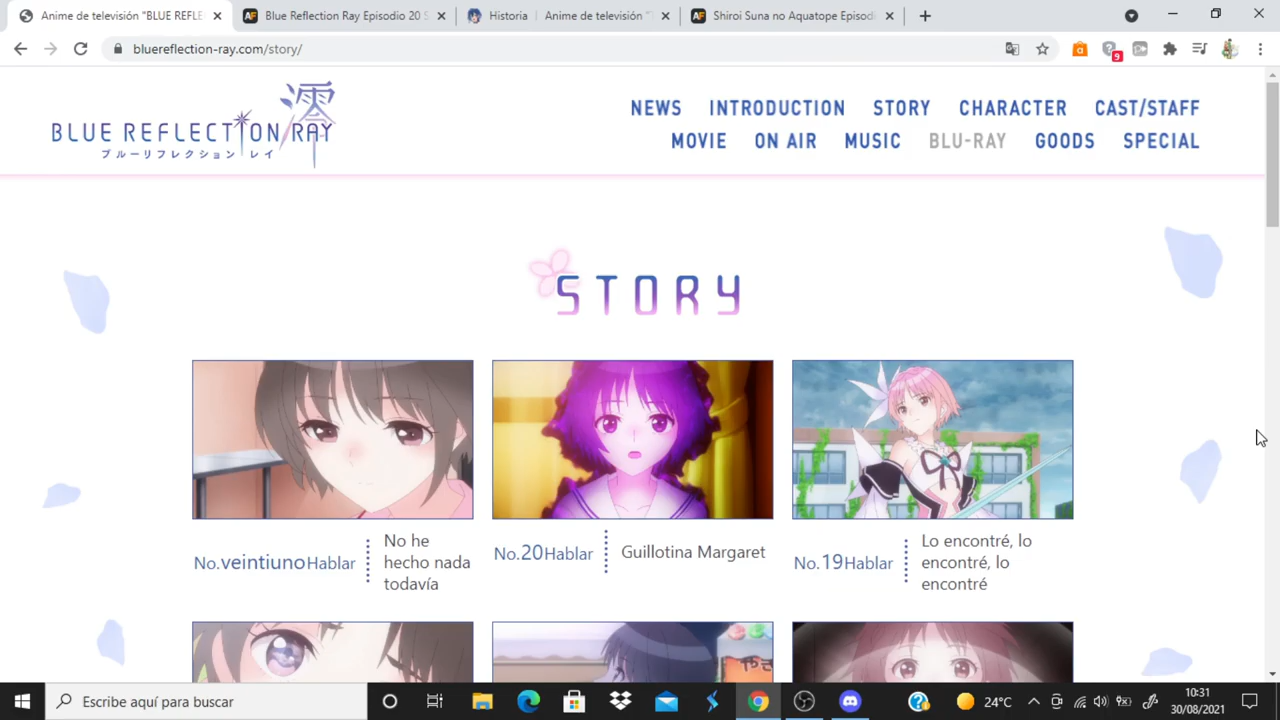 Anime de televisión "BLUE REFLE
Blue Reflection Ray Episodio 20 S
Historia | Anime de televisión "
Shiroi Suna no Aquatope Episodi
bluereflection-ray.com/story/
9
澪
BLUE REFLECTION RAY
ブルーリフレクション レイ
NEWS INTRODUCTION STORY CHARACTER CAST/STAFF
MOVIE ON AIR MUSIC BLU-RAY GOODS SPECIAL
STORY
No.veintiunoHablar
No he
hecho nada
todavía
No.20Hablar
Guillotina Margaret
No.19Hablar
Lo encontré, lo
encontré, lo
encontré
Escribe aquí para buscar
24°C
10:31
30/08/2021